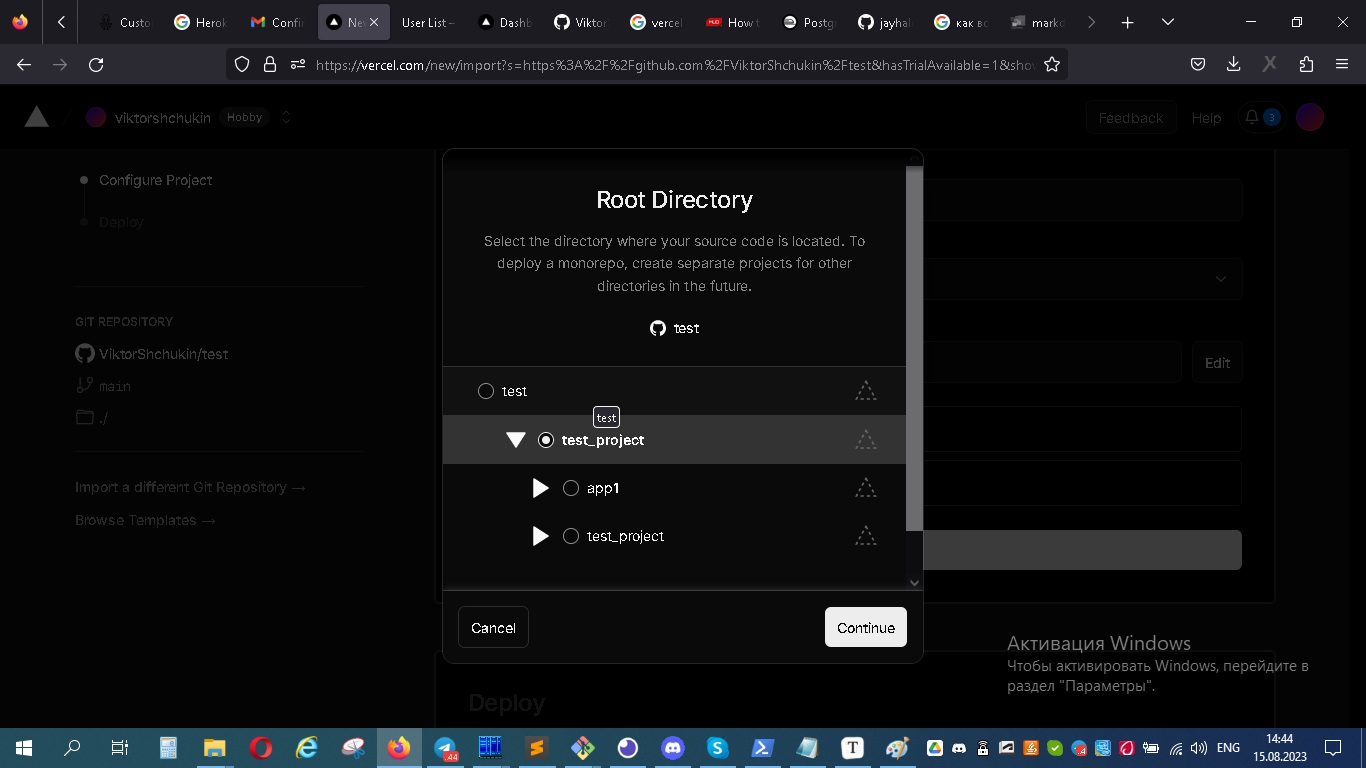 Custo
Herok
Confir
Ne
User List –
Dashb
Viktor
vercel
How t
Postg
jayhal
как вс
markd
https://vercel.com/new/import?s=https%3A%2F%2Fgithub.com%2FViktorShchukin%2Ftest&hasTrialAvailable=1&sho
viktorshchukin
Hobby
Feedback
Help
3
Configure Project
Deploy
GIT REPOSITORY
ViktorShchukin/test
main
./
Import a different Git Repository →
Browse Templates →
Root Directory
Select the directory where your source code is located. To
deploy a monorepo, create separate projects for other
directories in the future.
test
test
test
test_project
app1
test_project
Edit
Cancel
Continue
Deploy
Активация Windows
Чтобы активировать Windows, перейдите в
раздел "Параметры".
.44
ENG
14:44
15.08.2023